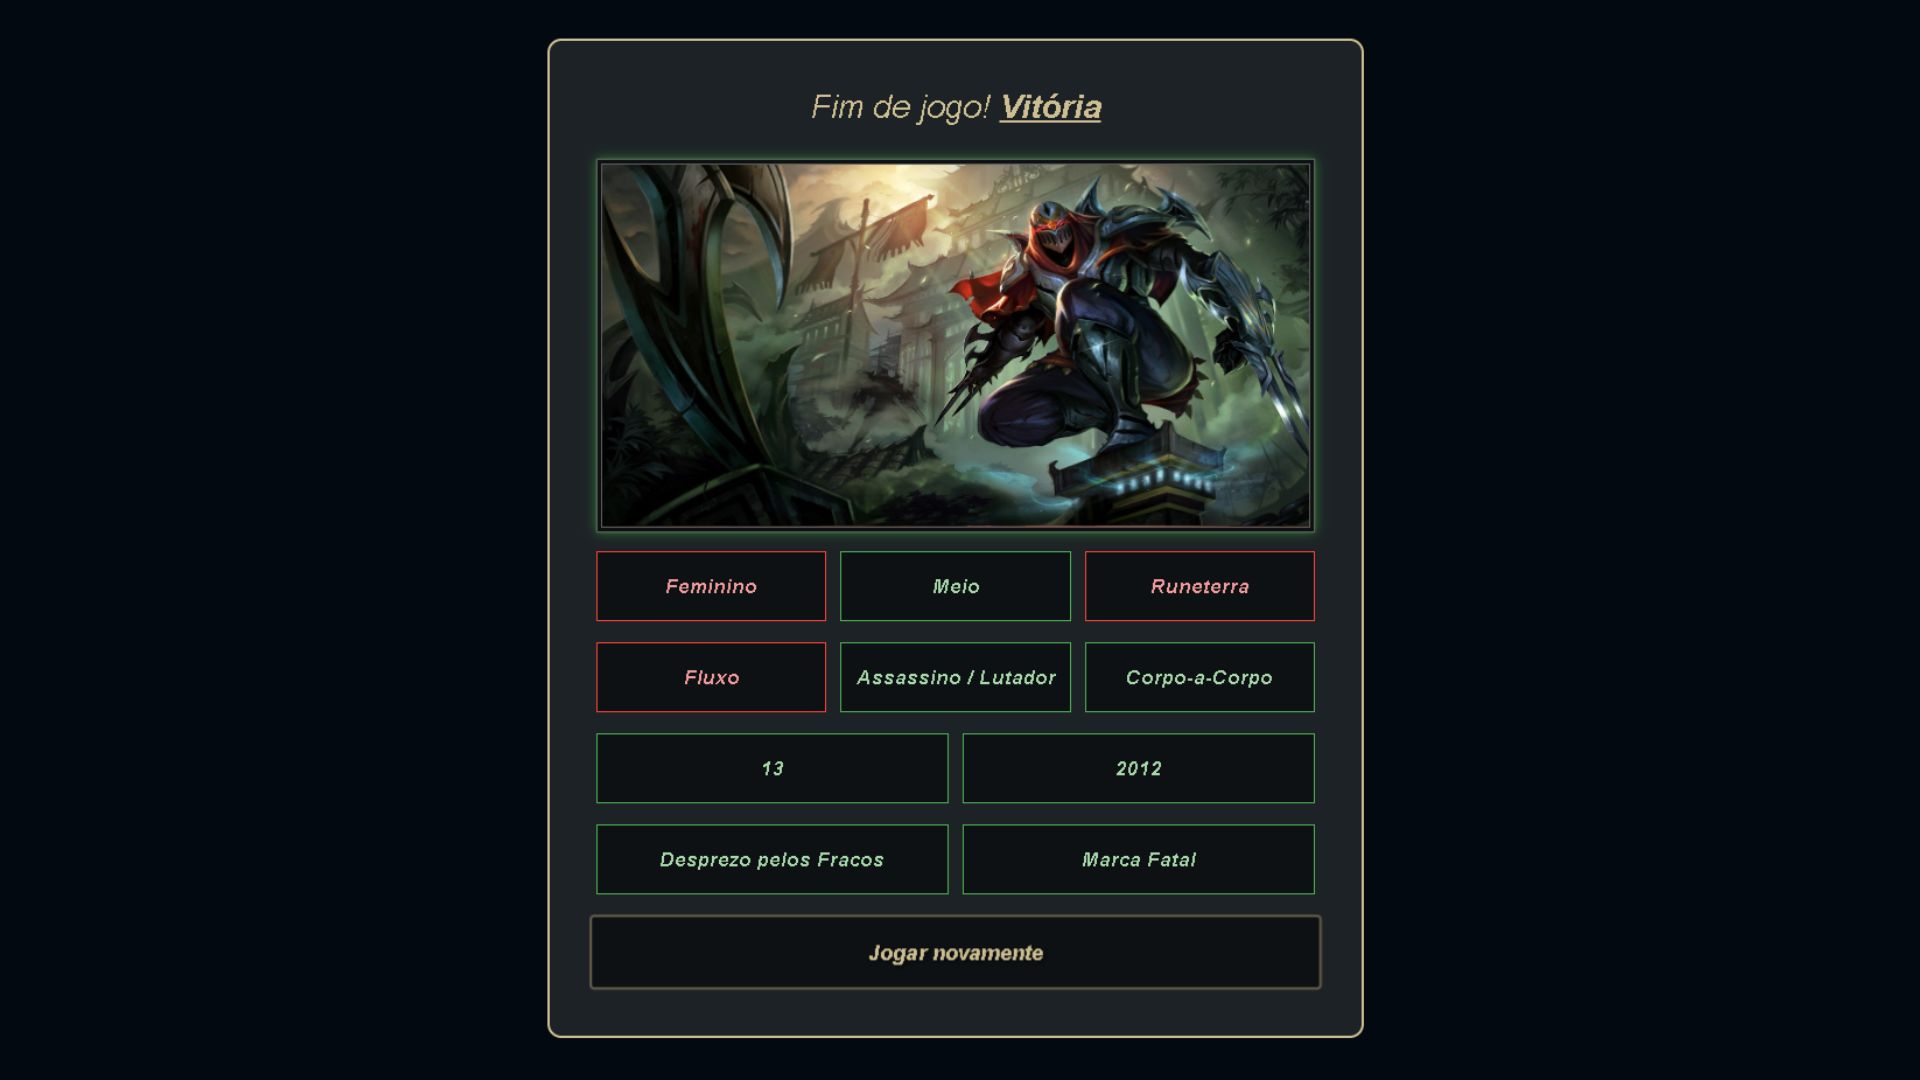 Fim de jogo! Vitória
Feminino
Meio
Runeterra
Fluxo
Assassino / Lutador
Corpo-a-Corpo
13
2012
Desprezo pelos Fracos
Marca Fatal
Jogar novamente